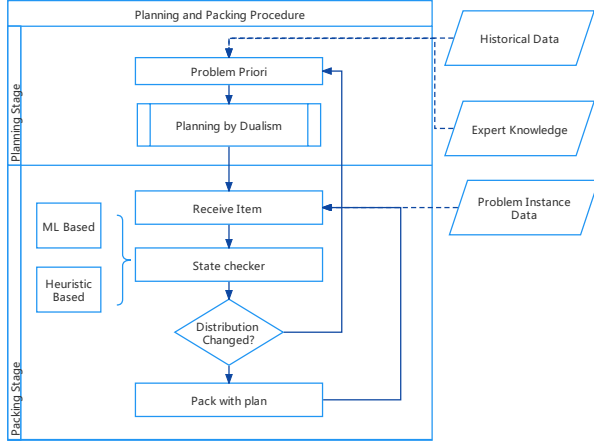 Planning and Packing Procedure
Historical Data
Planning Stage
Problem Priori
Planning by Dualism
Expert Knowledge
Packing Stage
Receive Item
Problem Instance
Data
ML Based
State checker
Heuristic
Based
Distribution
Changed?
Pack with plan